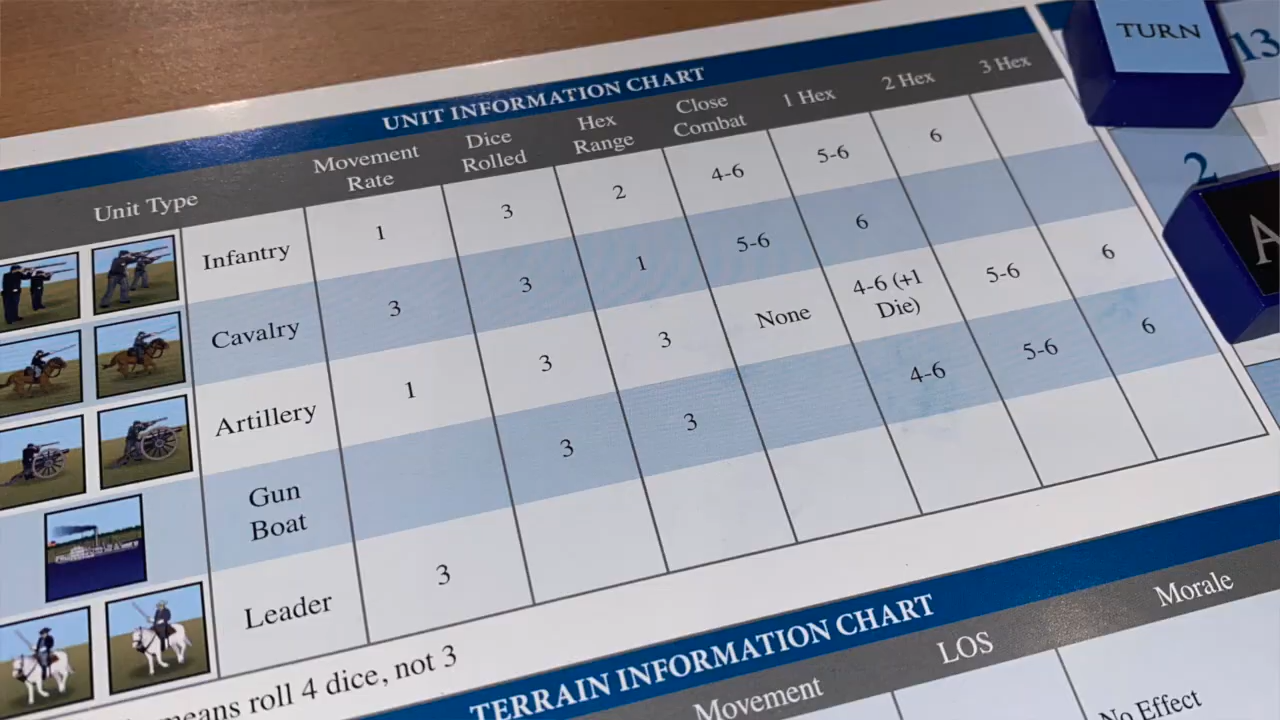 TURN
13
2
A
UNIT INFORMATION CHART
Unit Type
Movement
Rate
Dice
Rolled
Hex
Range
Close
Combat
1 Hex
2 Hex
3 Hex
Infantry 1 3 2 4-6 5-6 6
Cavalry 3 3 1 5-6 6
Artillery 1 3 3 None 4-6 (+1
Die) 5-6 6
Gun
Boat 3 3 4-6 5-6 6
Leader 3
means roll 4 dice, not 3
TERRAIN INFORMATION CHART
Movement LOS Morale
No Effect